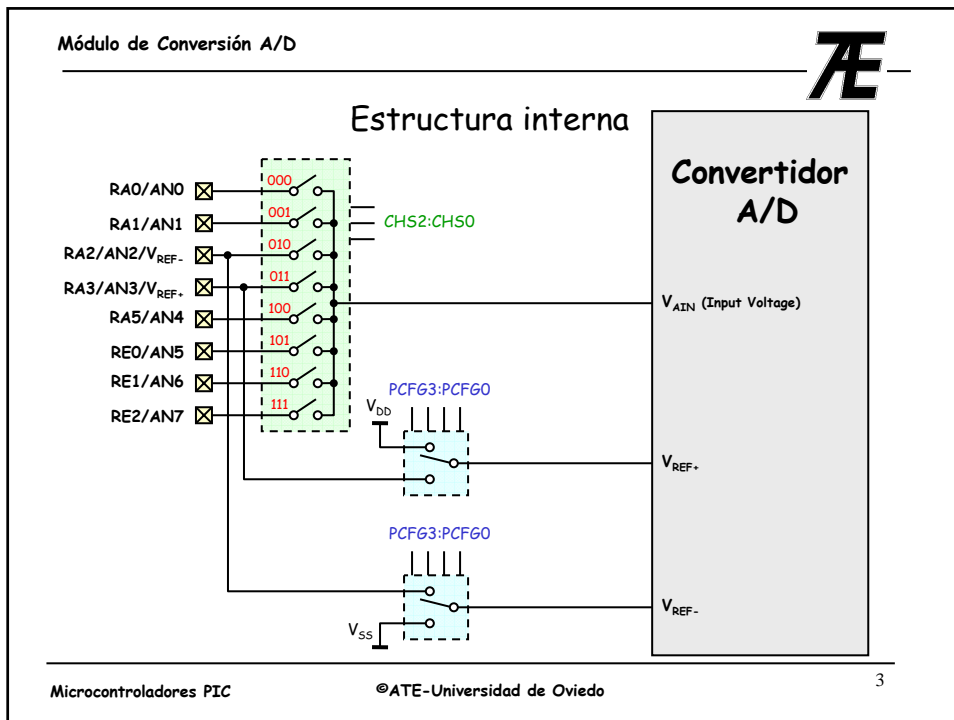 Módulo de Conversión A/D
ATE
Estructura interna
Convertidor
A/D
RA0/AN0
RA1/AN1
RA2/AN2/VREF-
RA3/AN3/VREF+
RA5/AN4
RE0/AN5
RE1/AN6
RE2/AN7
000
001
010
011
100
101
110
111
CHS2:CHS0
VAIN (Input Voltage)
PCFG3:PCFG0
VDD
VREF+
PCFG3:PCFG0
VSS
VREF-
Microcontroladores PIC
©ATE-Universidad de Oviedo
3